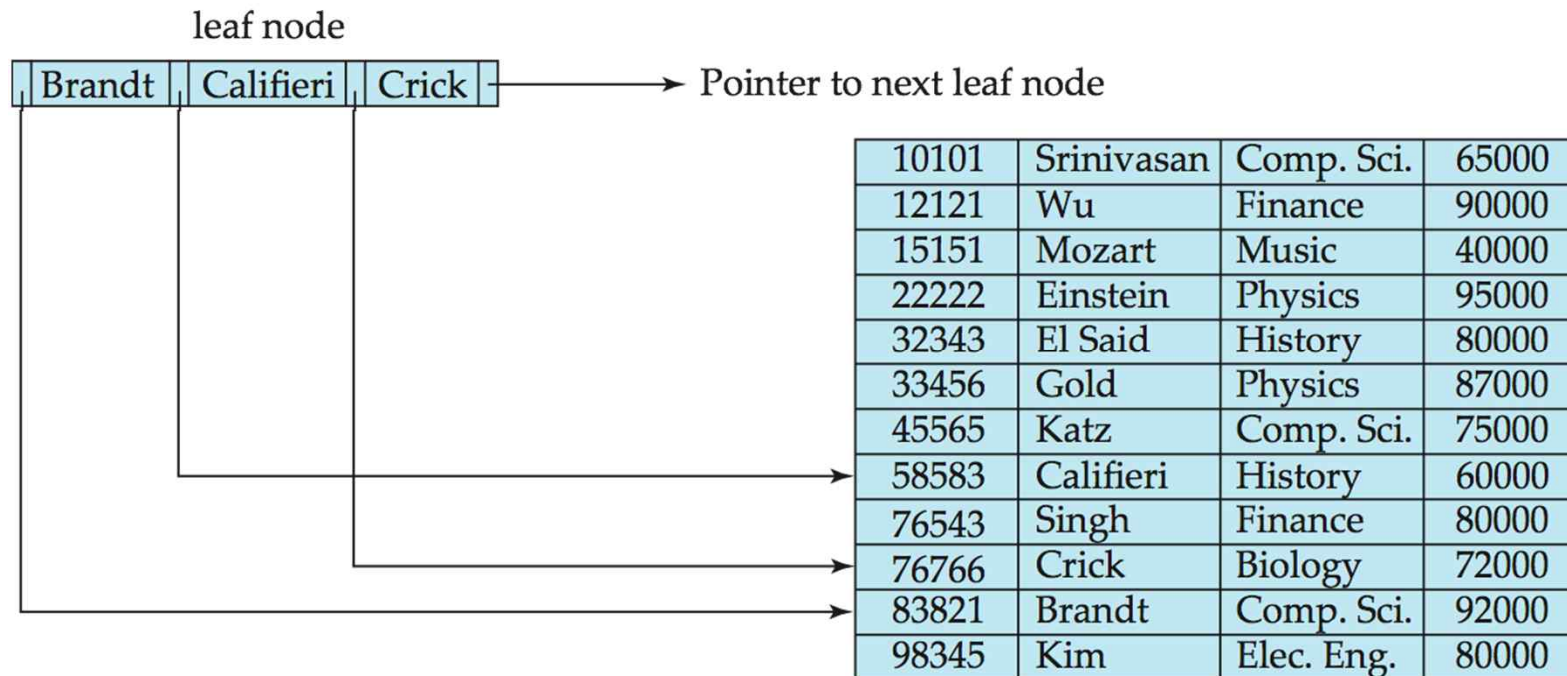 leaf node
Brandt Califieri Crick Pointer to next leaf node
10101 Srinivasan Comp. Sci. 65000
12121 Wu Finance 90000
15151 Mozart Music 40000
22222 Einstein Physics 95000
32343 El Said History 80000
33456 Gold Physics 87000
45565 Katz Comp. Sci. 75000
58583 Califieri History 60000
76543 Singh Finance 80000
76766 Crick Biology 72000
83821 Brandt Comp. Sci. 92000
98345 Kim Elec. Eng. 80000